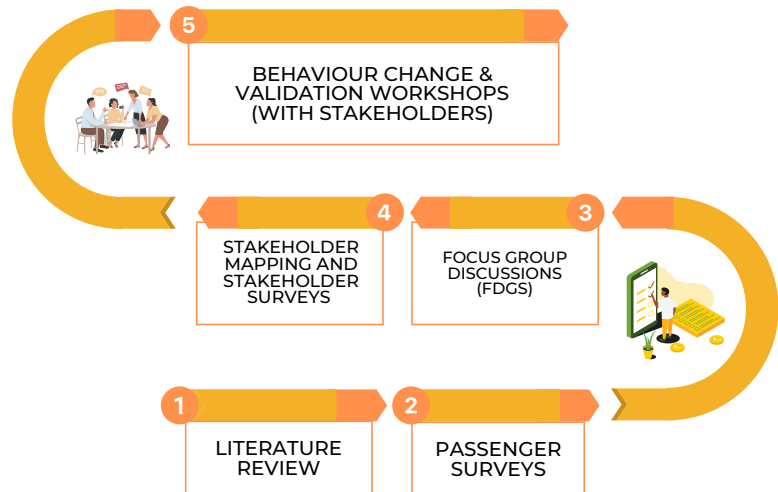 5
BEHAVIOUR CHANGE &
VALIDATION WORKSHOPS
(WITH STAKEHOLDERS)
4
STAKEHOLDER
MAPPING AND
STAKEHOLDER
SURVEYS
3
FOCUS GROUP
DISCUSSIONS
(FDGS)
1
LITERATURE
REVIEW
2
PASSENGER
SURVEYS